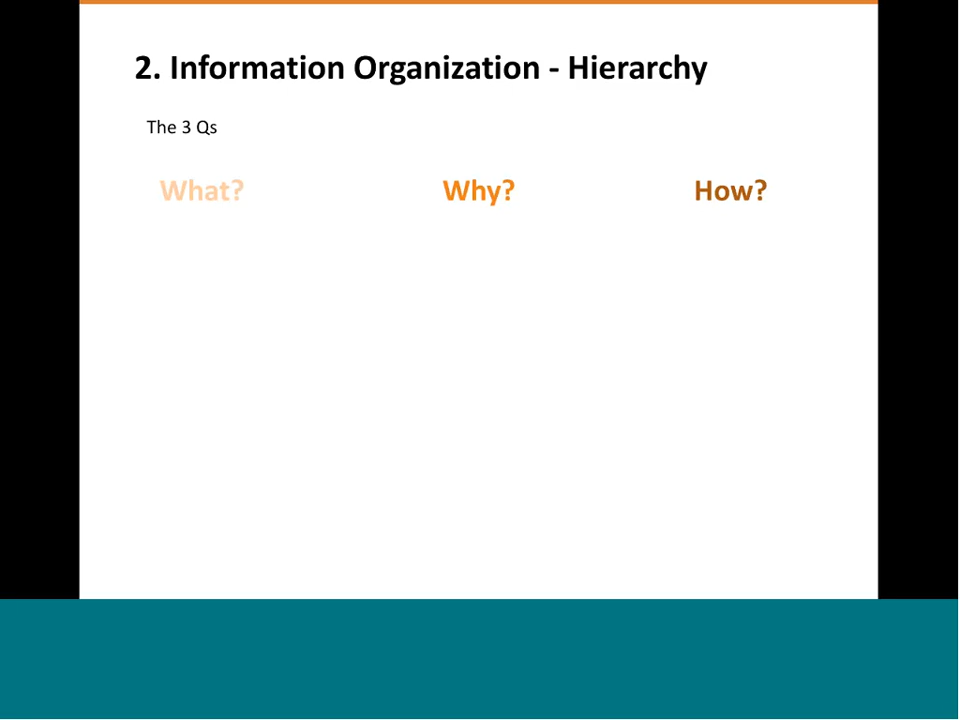 2. Information Organization - Hierarchy
The 3 Qs
What? Why? How?